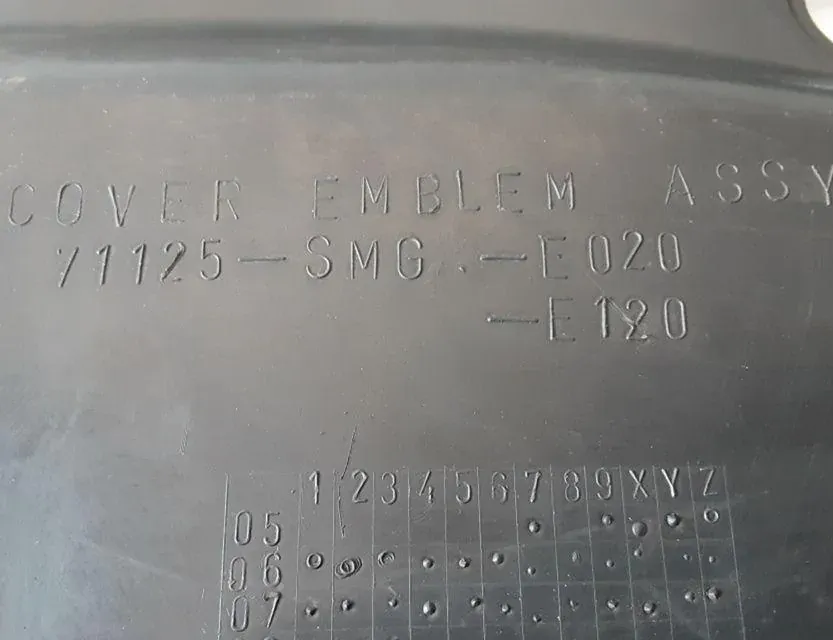 COVER EMBLEM ASSY
71125-SMG -E020
-E120
1 2 3 4 5 6 7 8 9 X Y Z
05
06
07